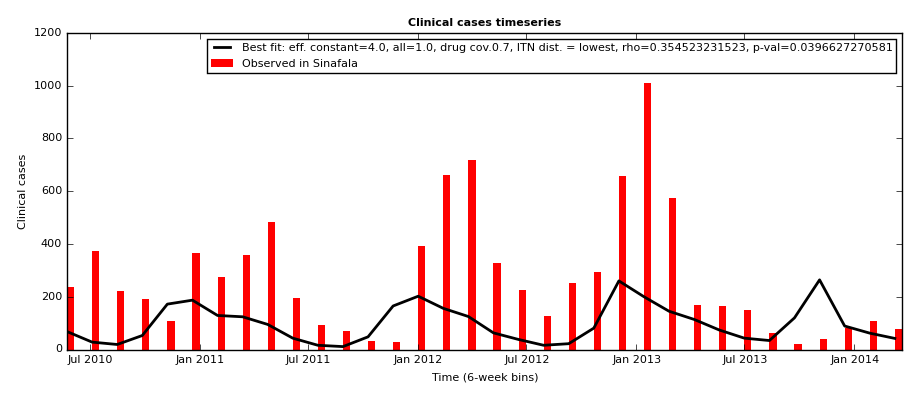 Clinical cases timeseries
Best fit: eff. constant=4.0, all=1.0, drug cov.0.7, ITN dist. = lowest, rho=0.354523231523, p-val=0.0396627270581
Observed in Sinafala
Clinical cases
1200
1000
800
600
400
200
0
Jul 2010
Jan 2011
Jul 2011
Jan 2012
Jul 2012
Jan 2013
Jul 2013
Jan 2014
Time (6-week bins)